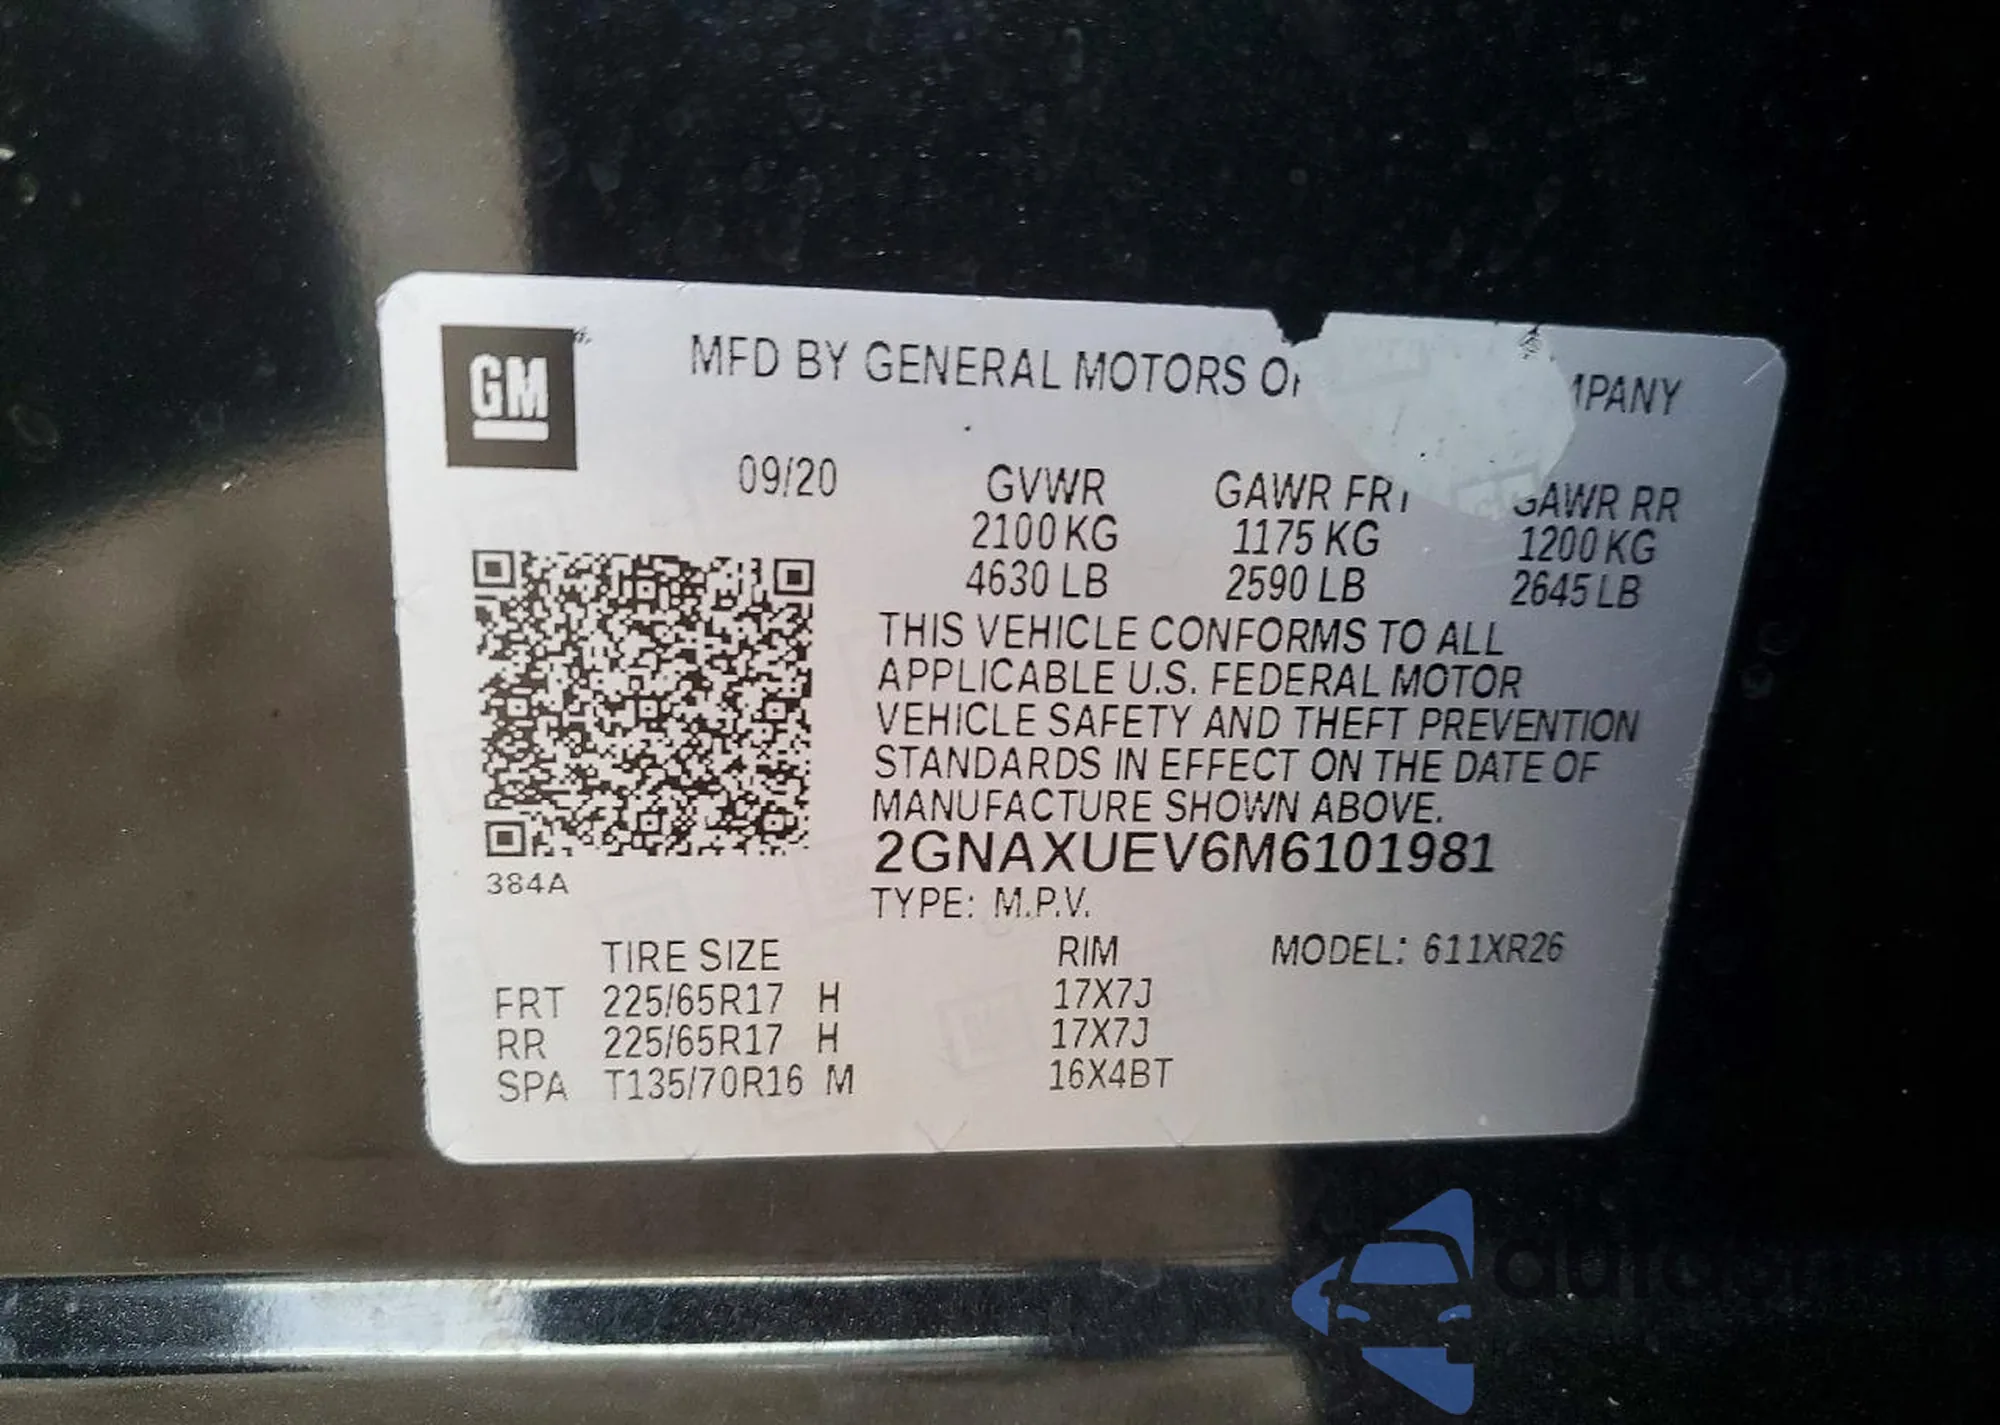 GM
MFD BY GENERAL MOTORS
09/20 GVWR GAWR FRT GAWR RR
2100 KG 1175 KG 1200 KG
4630 LB 2590 LB 2645 LB
THIS VEHICLE CONFORMS TO ALL
APPLICABLE U.S. FEDERAL MOTOR
VEHICLE SAFETY AND THEFT PREVENTION
STANDARDS IN EFFECT ON THE DATE OF
MANUFACTURE SHOWN ABOVE.
2GNAXUEV6M6101981
384A
TYPE: M.P.V.
TIRE SIZE RIM MODEL: 611XR26
FRT 225/65R17 H 17X7J
RR 225/65R17 H 17X7J
SPA T135/70R16 M 16X4BT